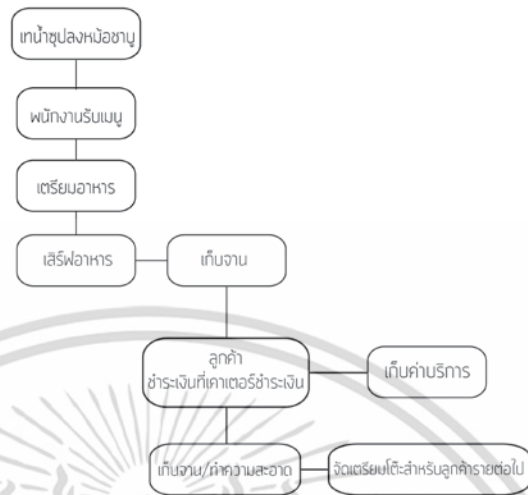 เทน้ำซุปลงหม้อชาบู
พนักงานรับเมนู
เตรียมอาหาร
เสิร์ฟอาหาร
เก็บจาน
ลูกค้า
ชำระเงินที่เคาเตอร์ชำระเงิน
เก็บค่าบริการ
เก็บจาน/ทำความสะอาด
จัดเตรียมโต๊ะสำหรับลูกค้ารายต่อไป